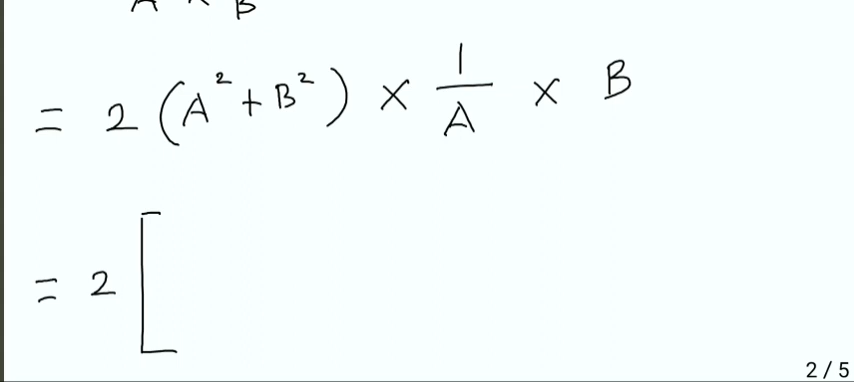 A × B
= 2 (A² + B²) × 1/A × B
= 2 [
2 / 5